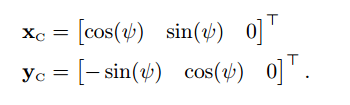 x_C = [cos(ψ) sin(ψ) 0]^⊤
y_C = [− sin(ψ) cos(ψ) 0]^⊤ .